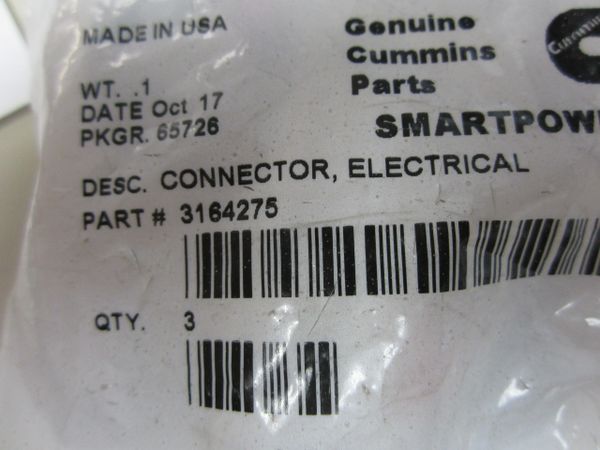 MADE IN USA
Genuine
Cummins
Parts
Cummins
WT. .1
DATE Oct 17
PKGR. 65726
SMARTPOW
DESC. CONNECTOR, ELECTRICAL
PART # 3164275
QTY. 3